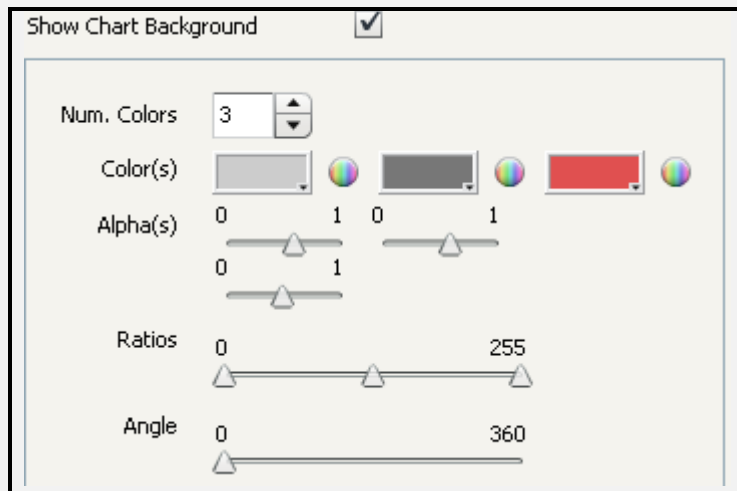 Show Chart Background
Num. Colors 3
Color(s)
Alpha(s) 0 1 0 1
0 1
Ratios 0 255
Angle 0 360